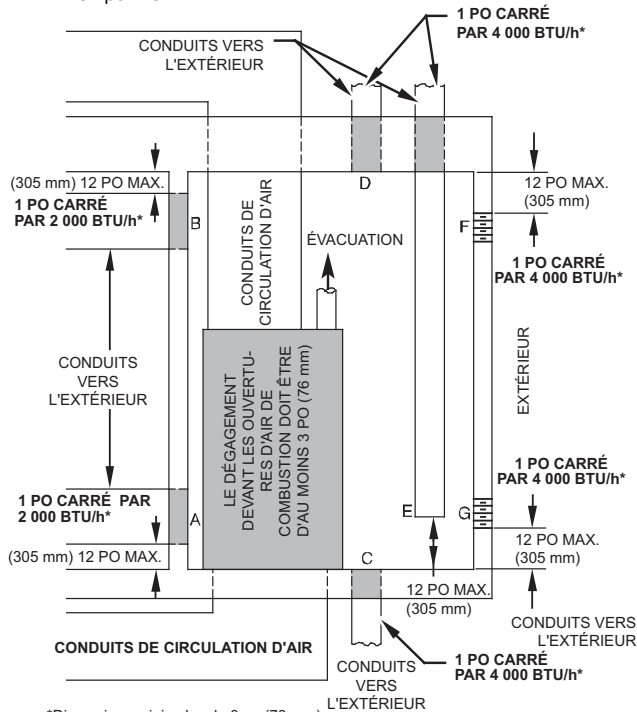 1 PO CARRÉ
PAR 4 000 BTU/h*
CONDUITS VERS
L'EXTÉRIEUR
(305 mm) 12 PO MAX.
1 PO CARRÉ
PAR 2 000 BTU/h*
B
D
12 PO MAX.
(305 mm)
F
1 PO CARRÉ
PAR 4 000 BTU/h*
CONDUITS DE
CIRCULATION D'AIR
ÉVACUATION
CONDUITS
VERS
L'EXTÉRIEUR
LE DÉGAGEMENT
DEVANT LES OUVERTU-
RES D'AIR DE
COMBUSTION DOIT ÊTRE
D'AU MOINS 3 PO (76 mm)
EXTÉRIEUR
1 PO CARRÉ PAR
2 000 BTU/h*
A
(305 mm) 12 PO MAX.
1 PO CARRÉ
PAR 4 000 BTU/h*
E
G
12 PO MAX.
(305 mm)
C
12 PO MAX.
(305 mm)
CONDUITS VERS
L'EXTÉRIEUR
CONDUITS DE CIRCULATION D'AIR
CONDUITS
VERS
L'EXTÉRIEUR
1 PO CARRÉ
PAR 4 000 BTU/h*